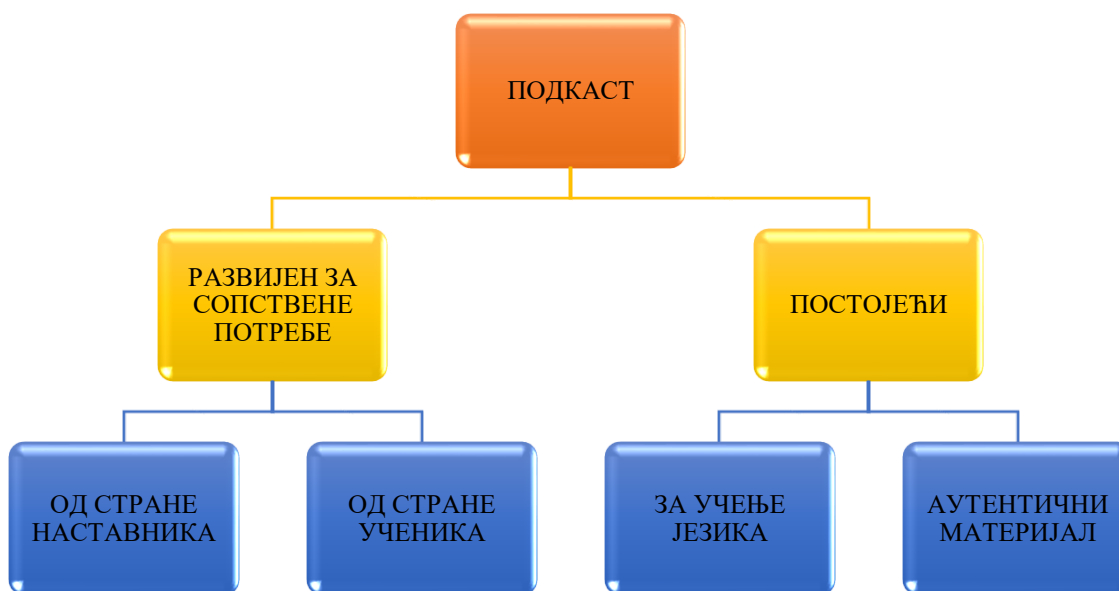 ПОДКАСТ
РАЗВИЈЕН ЗА
СОПСТВЕНЕ
ПОТРЕБЕ
ПОСТОЈЕЋИ
ОД СТРАНЕ
НАСТАВНИКА
ОД СТРАНЕ
УЧЕНИКА
ЗА УЧЕЊЕ
ЈЕЗИКА
АУТЕНТИЧНИ
МАТЕРИЈАЛ